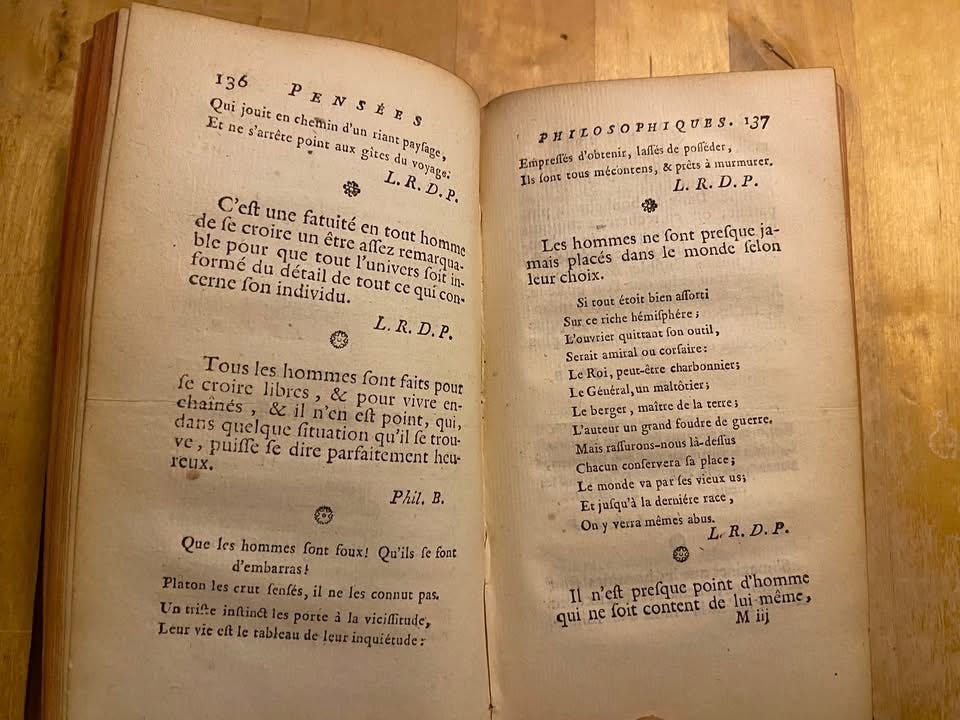 136 PENSÉES
Qui jouit en chemin d'un riant payſage,
Et ne s'arrête point aux gîtes du voyage.
L. R. D. P.
C'eſt une fatuité en tout homme
de ſe croire un être aſſez remarqua-
ble pour que tout l'univers ſoit in-
formé du détail de tout ce qui con-
cerne ſon individu.
L. R. D. P.
Tous les hommes ſont faits pour
ſe croire libres, & pour vivre en-
chaînés, & il n'en eſt point, qui,
dans quelque ſituation qu'il ſe trou-
ve, puiſſe ſe dire parfaitement heu-
reux.
Phil. B.
Que les hommes ſont foux! Qu'ils ſe font
d'embarras!
Platon les crut ſenſés, il ne les connut pas.
Un triſte inſtinct les porte à la viciſſitude,
Leur vie eſt le tableau de leur inquiétude:
PHILOSOPHIQUES. 137
Empreſſés d'obtenir, laſſés de poſſéder,
Ils ſont tous mécontens, & prêts à murmurer.
L. R. D. P.
Les hommes ne ſont preſque ja-
mais placés dans le monde ſelon
leur choix.
Si tout étoit bien aſſorti
Sur ce riche hémiſphére;
L'ouvrier quittant ſon outil,
Serait amiral ou corſaire:
Le Roi, peut-être charbonnier;
Le Général, un maltôtier;
Le berger, maître de la terre;
L'auteur un grand foudre de guerre.
Mais raſſurons-nous là-deſſus
Chacun conſervera ſa place;
Le monde va par ſes vieux us;
Et juſqu'à la derniére race,
On y verra mêmes abus.
L. R. D. P.
Il n'eſt preſque point d'homme
qui ne ſoit content de lui-même,
M iij